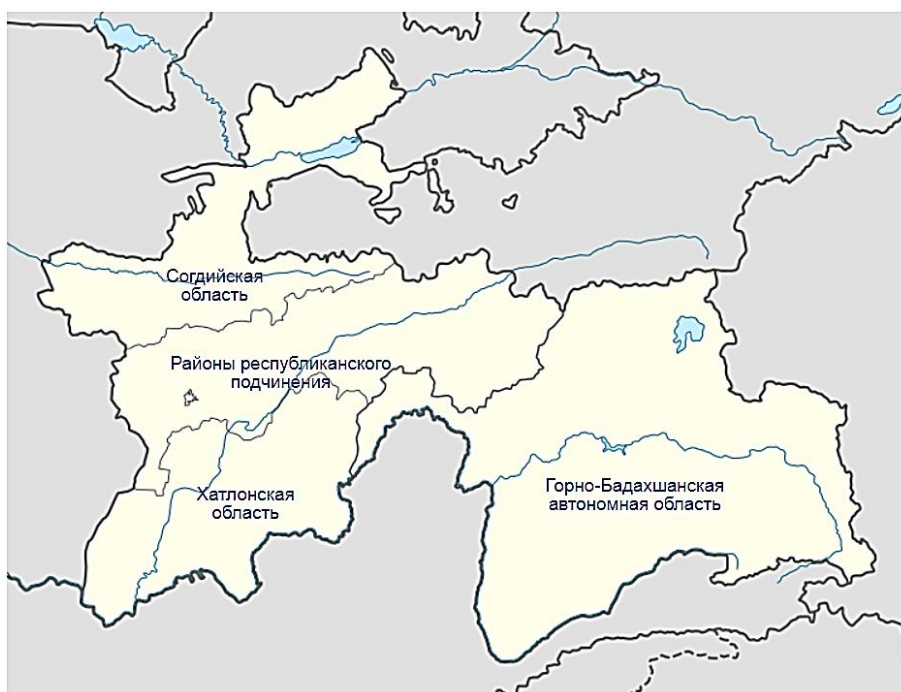 Согдийская
область
Районы республиканского
подчинения
Хатлонская
область
Горно-Бадахшанская
автономная область